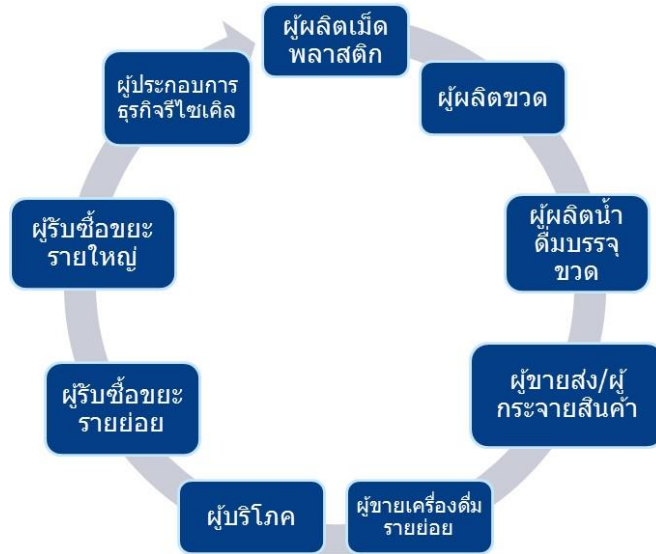 ผู้ผลิตเม็ด
พลาสติก
ผู้ผลิตขวด
ผู้ผลิตน้ำ
ดื่มบรรจุ
ขวด
ผู้ขายส่ง/ผู้
กระจายสินค้า
ผู้ขายเครื่องดื่ม
รายย่อย
ผู้บริโภค
ผู้รับซื้อขยะ
รายย่อย
ผู้รับซื้อขยะ
รายใหญ่
ผู้ประกอบการ
ธุรกิจรีไซเคิล